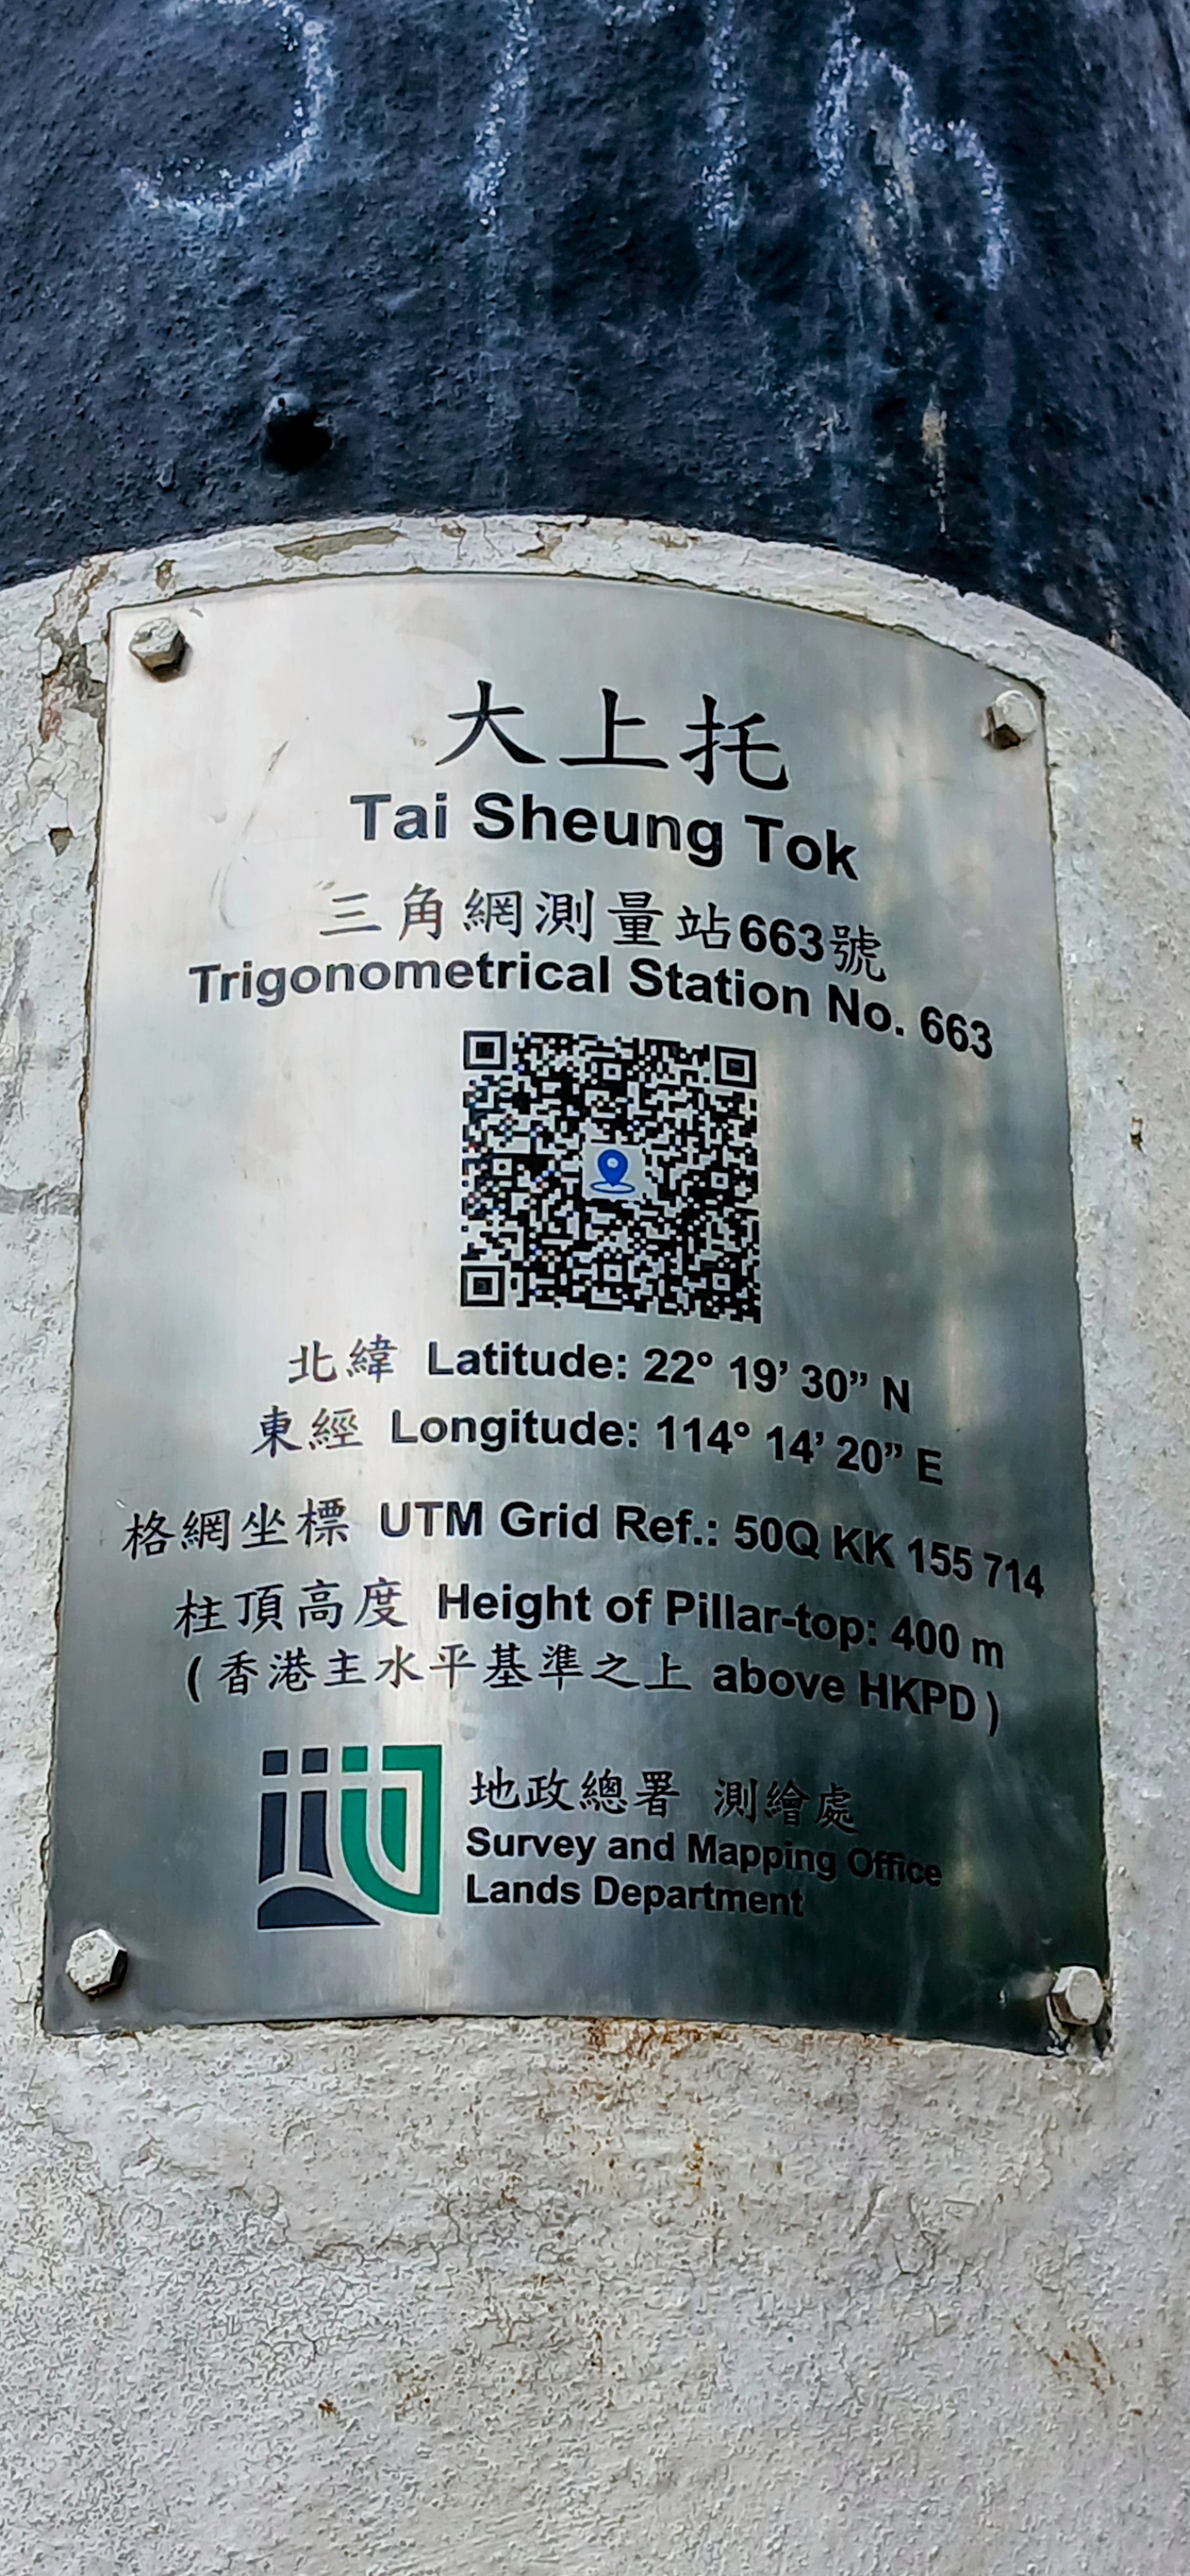 大上托
Tai Sheung Tok
三角網測量站663號
Trigonometrical Station No. 663
北緯 Latitude: 22° 19’ 30” N
東經 Longitude: 114° 14’ 20” E
格網坐標 UTM Grid Ref.: 50Q KK 155 714
柱頂高度 Height of Pillar-top: 400 m
( 香港主水平基準之上 above HKPD )
地政總署 測繪處
Survey and Mapping Office
Lands Department